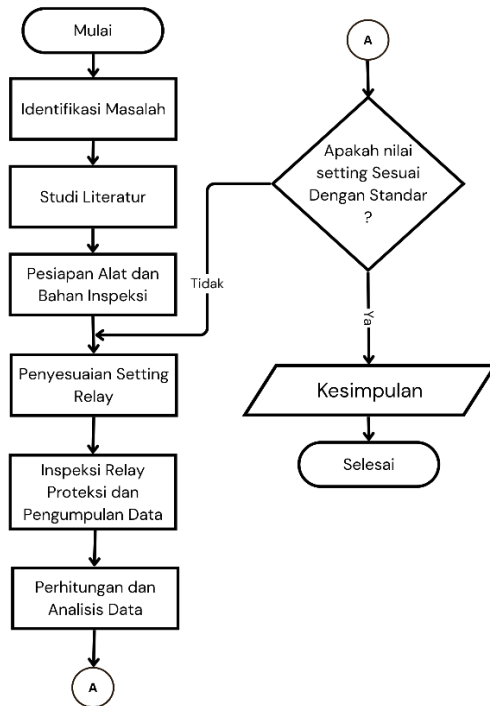 Mulai
Identifikasi Masalah
Studi Literatur
Pesiapan Alat dan
Bahan Inspeksi
Penyesuaian Setting
Relay
Inspeksi Relay
Proteksi dan
Pengumpulan Data
Perhitungan dan
Analisis Data
A
A
Apakah nilai
setting Sesuai
Dengan Standar
?
Tidak
Ya
Kesimpulan
Selesai